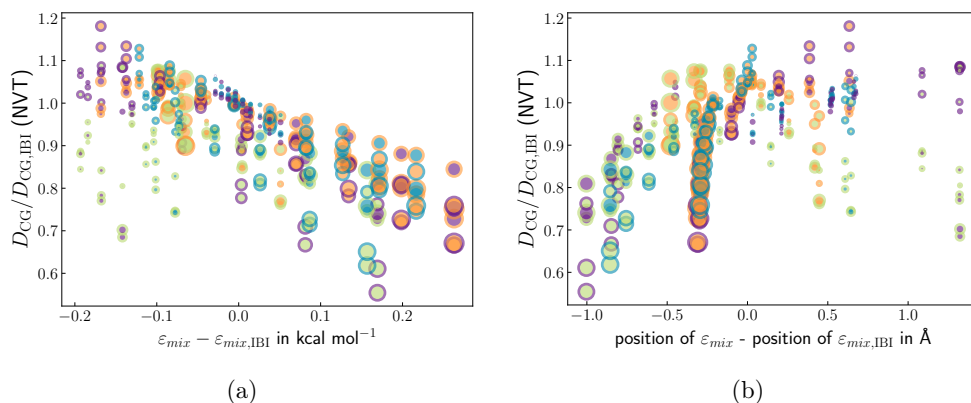 1.2
1.1
1.0
0.9
0.8
0.7
0.6
D_CG/D_CG,IBI (NVT)
−0.2 −0.1 0.0 0.1 0.2
ε_mix − ε_mix,IBI in kcal mol⁻¹
(a)
1.2
1.1
1.0
0.9
0.8
0.7
0.6
D_CG/D_CG,IBI (NVT)
−1.0 −0.5 0.0 0.5 1.0
position of ε_mix - position of ε_mix,IBI in Å
(b)